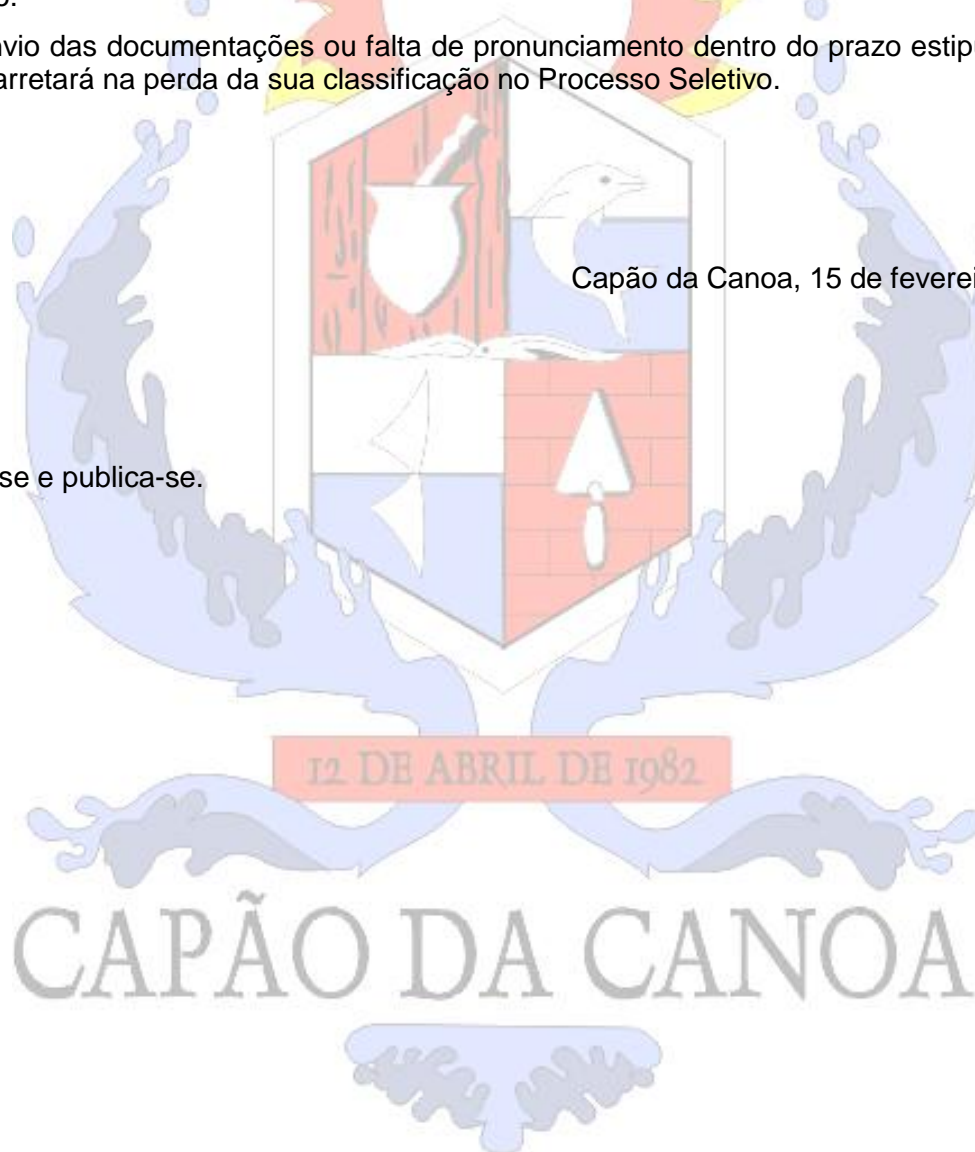 o.
nvio das documentações ou falta de pronunciamento dentro do prazo estip
arretará na perda da sua classificação no Processo Seletivo.
Capão da Canoa, 15 de feverei
se e publica-se.
12 DE ABRIL DE 1982
CAPÃO DA CANOA